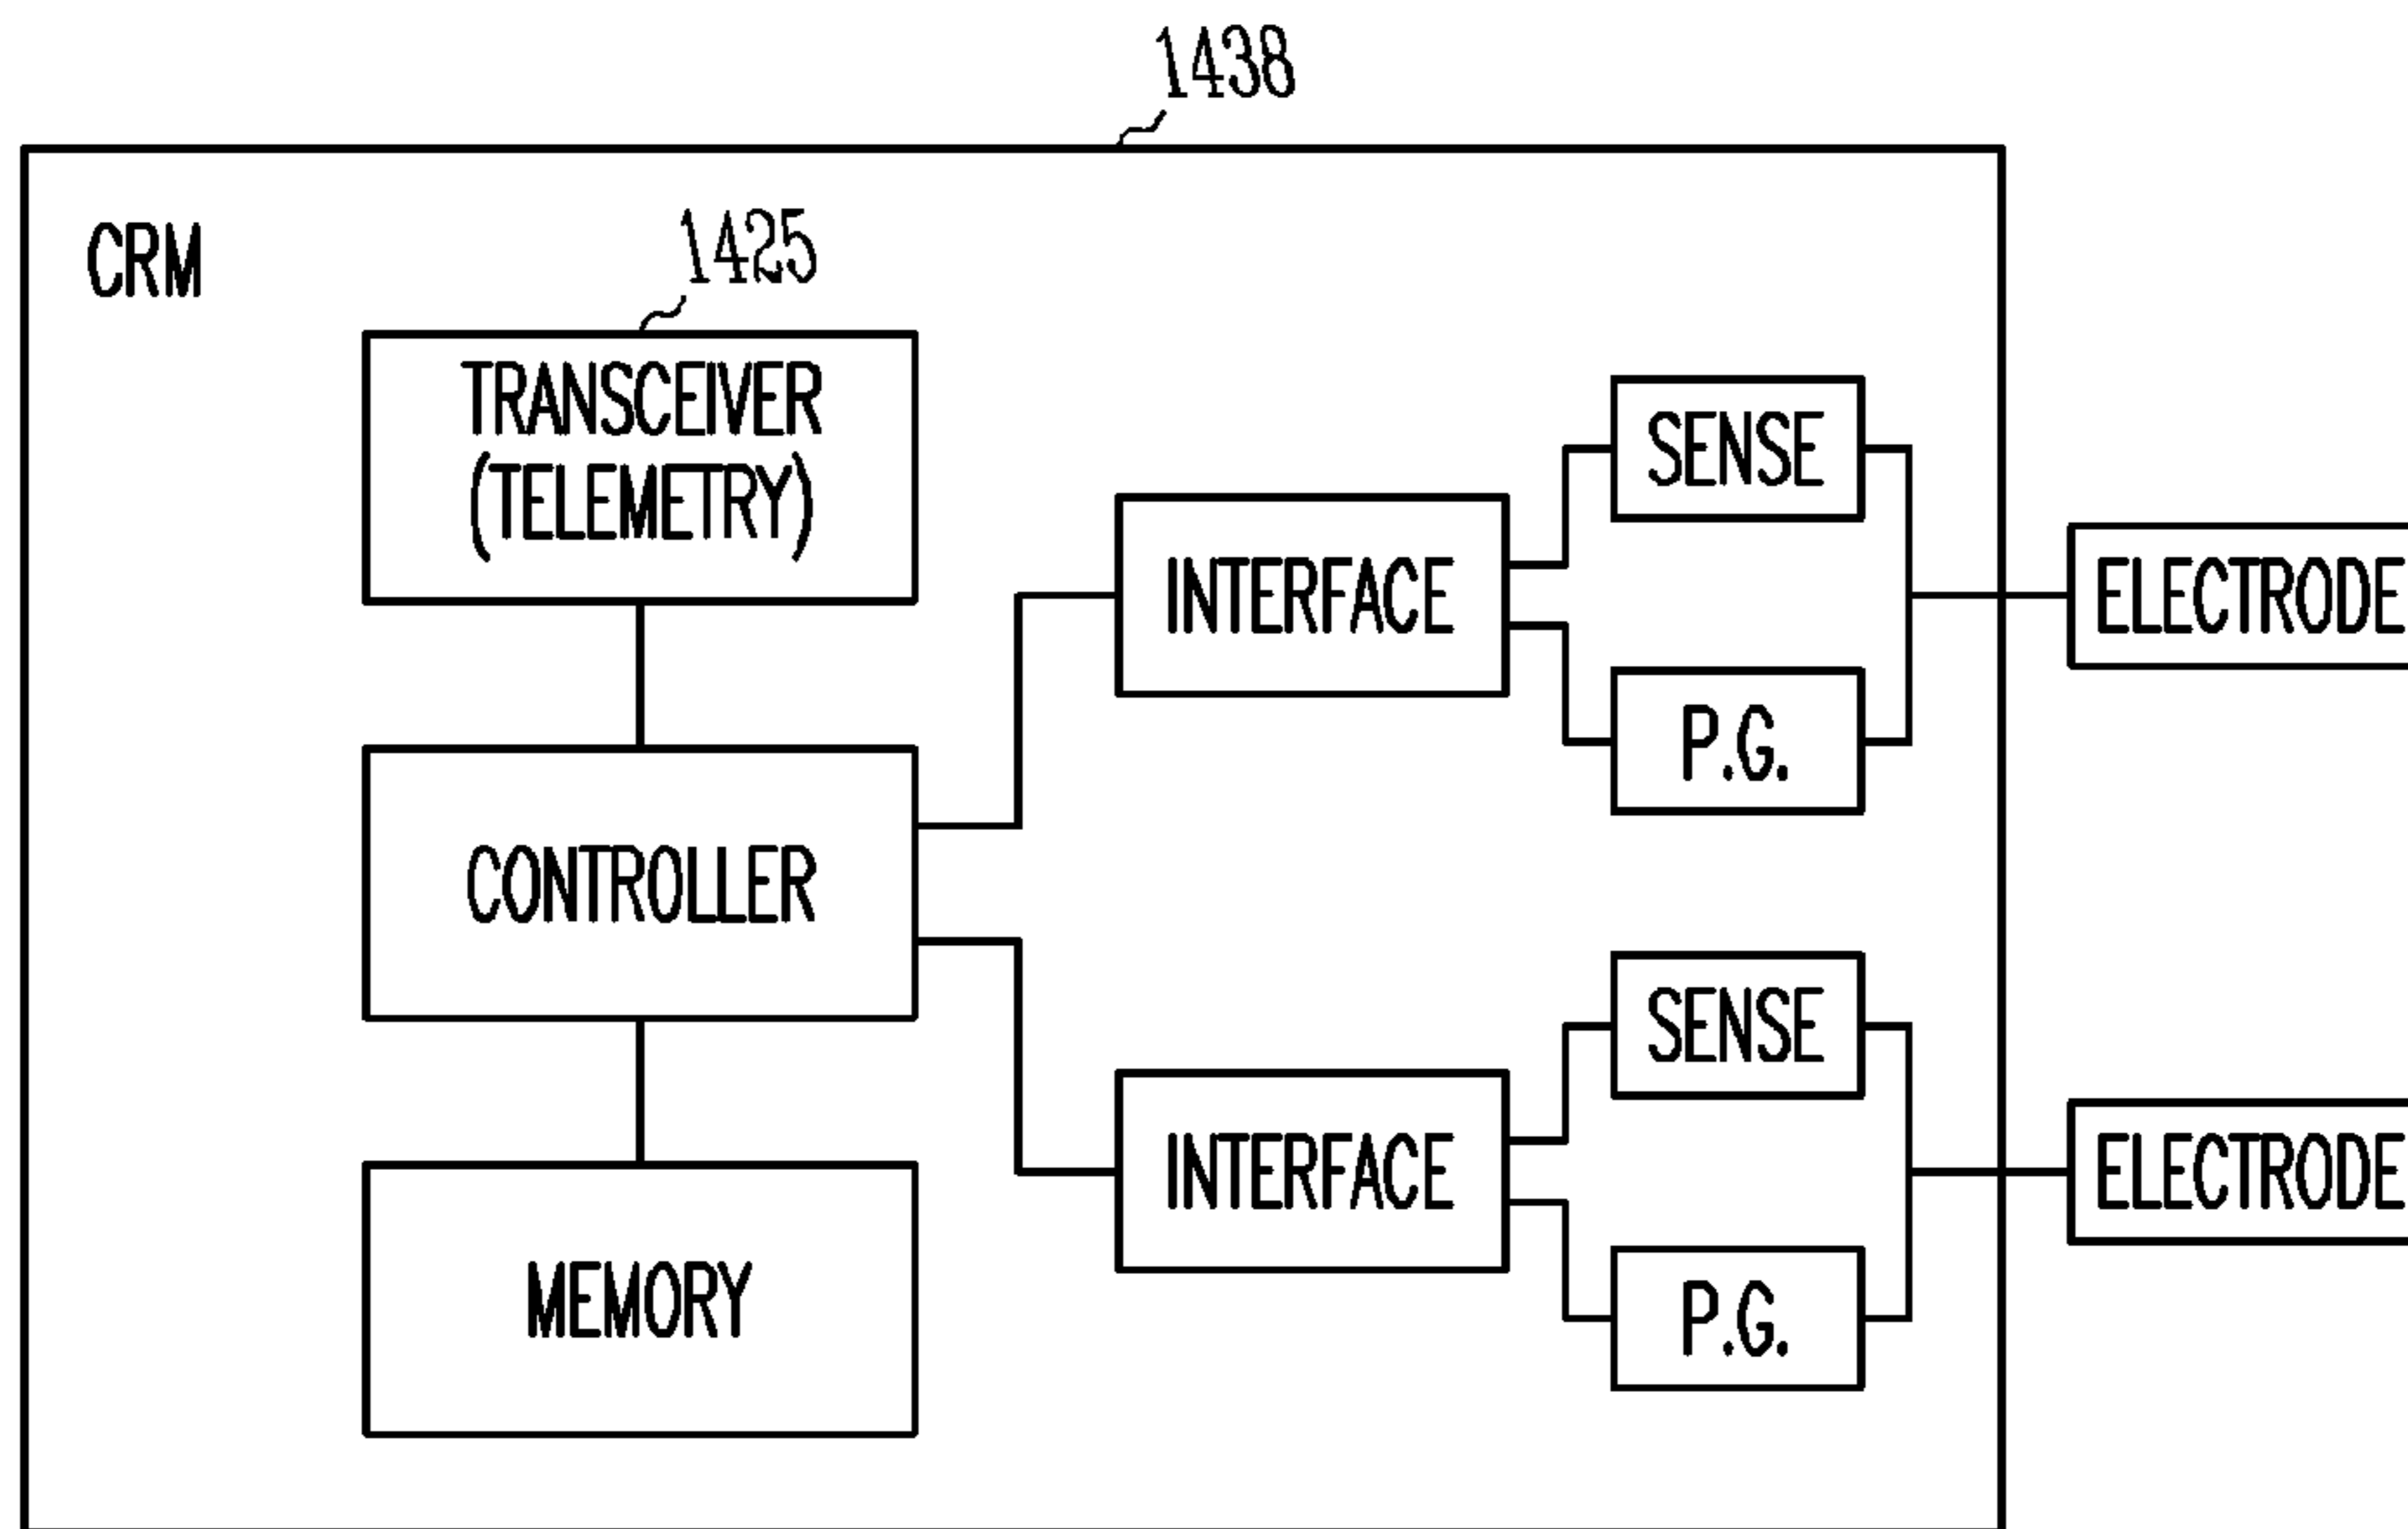 1438
CRM
1425
TRANSCEIVER
(TELEMETRY)
SENSE
INTERFACE
ELECTRODE
P.G.
CONTROLLER
SENSE
INTERFACE
ELECTRODE
P.G.
MEMORY